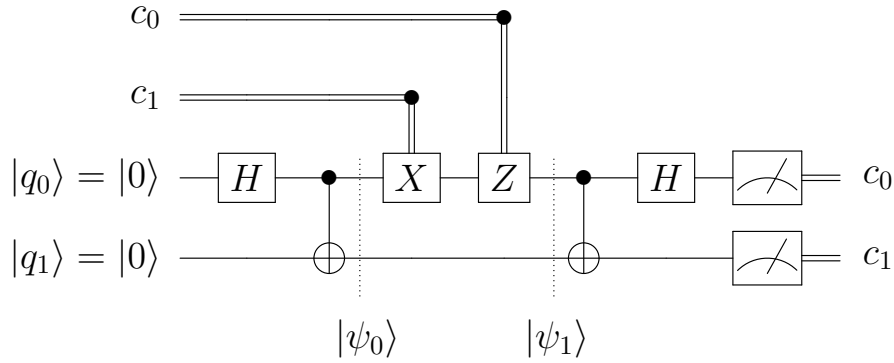 c₀
c₁
|q₀⟩ = |0⟩ H X Z H c₀
|q₁⟩ = |0⟩ c₁
|ψ₀⟩ |ψ₁⟩